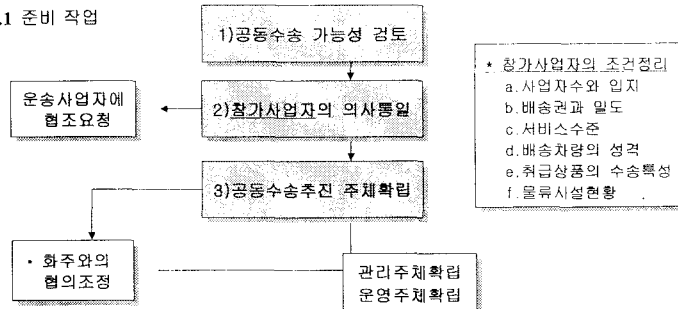 .1 준비 작업
1)공동수송 가능성 검토
운송사업자에
협조요청
2)참가사업자의 의사통일
3)공동수송추진 주체확립
• 화주와의
협의조정
관리주체확립
운영주체확립
* 참가사업자의 조건정리
a.사업자수와 입지
b.배송권과 밀도
c.서비스수준
d.배송차량의 성격
e.취급상품의 수송특성
f.물류시설현황